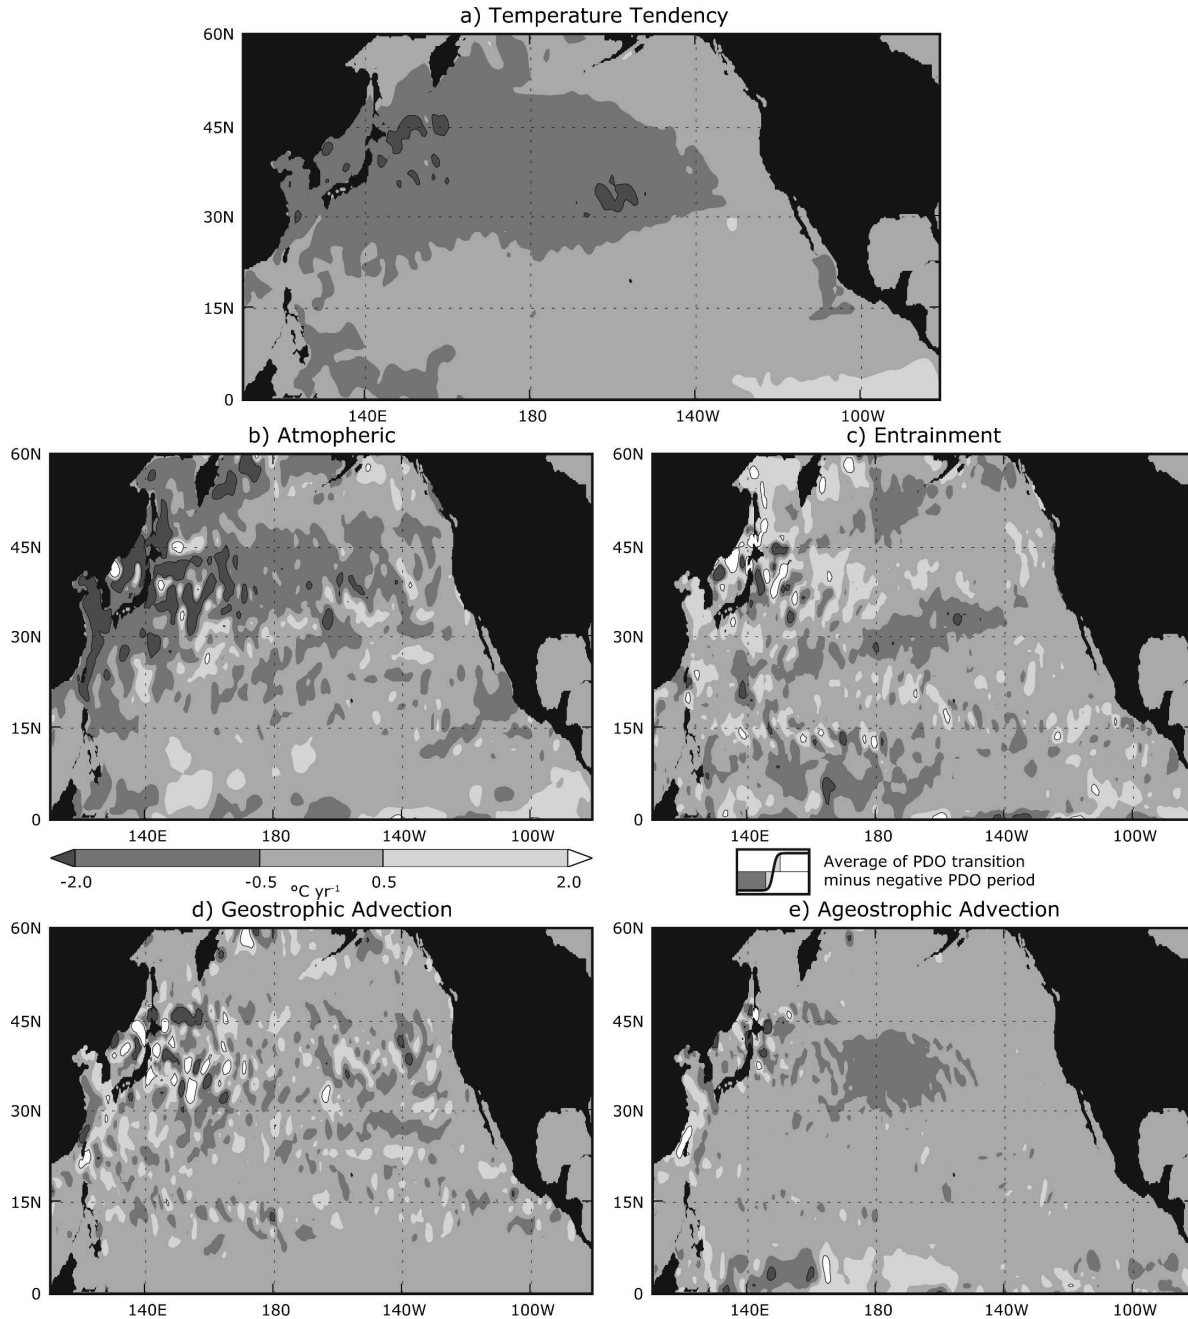 a) Temperature Tendency
60N
45N
30N
15N
0
140E 180 140W 100W
b) Atmopheric
60N
45N
30N
15N
0
140E 180 140W 100W
c) Entrainment
60N
45N
30N
15N
0
140E 180 140W 100W
-2.0 -0.5 0.5 2.0
°C yr⁻¹
Average of PDO transition
minus negative PDO period
d) Geostrophic Advection
60N
45N
30N
15N
0
140E 180 140W 100W
e) Ageostrophic Advection
60N
45N
30N
15N
0
140E 180 140W 100W